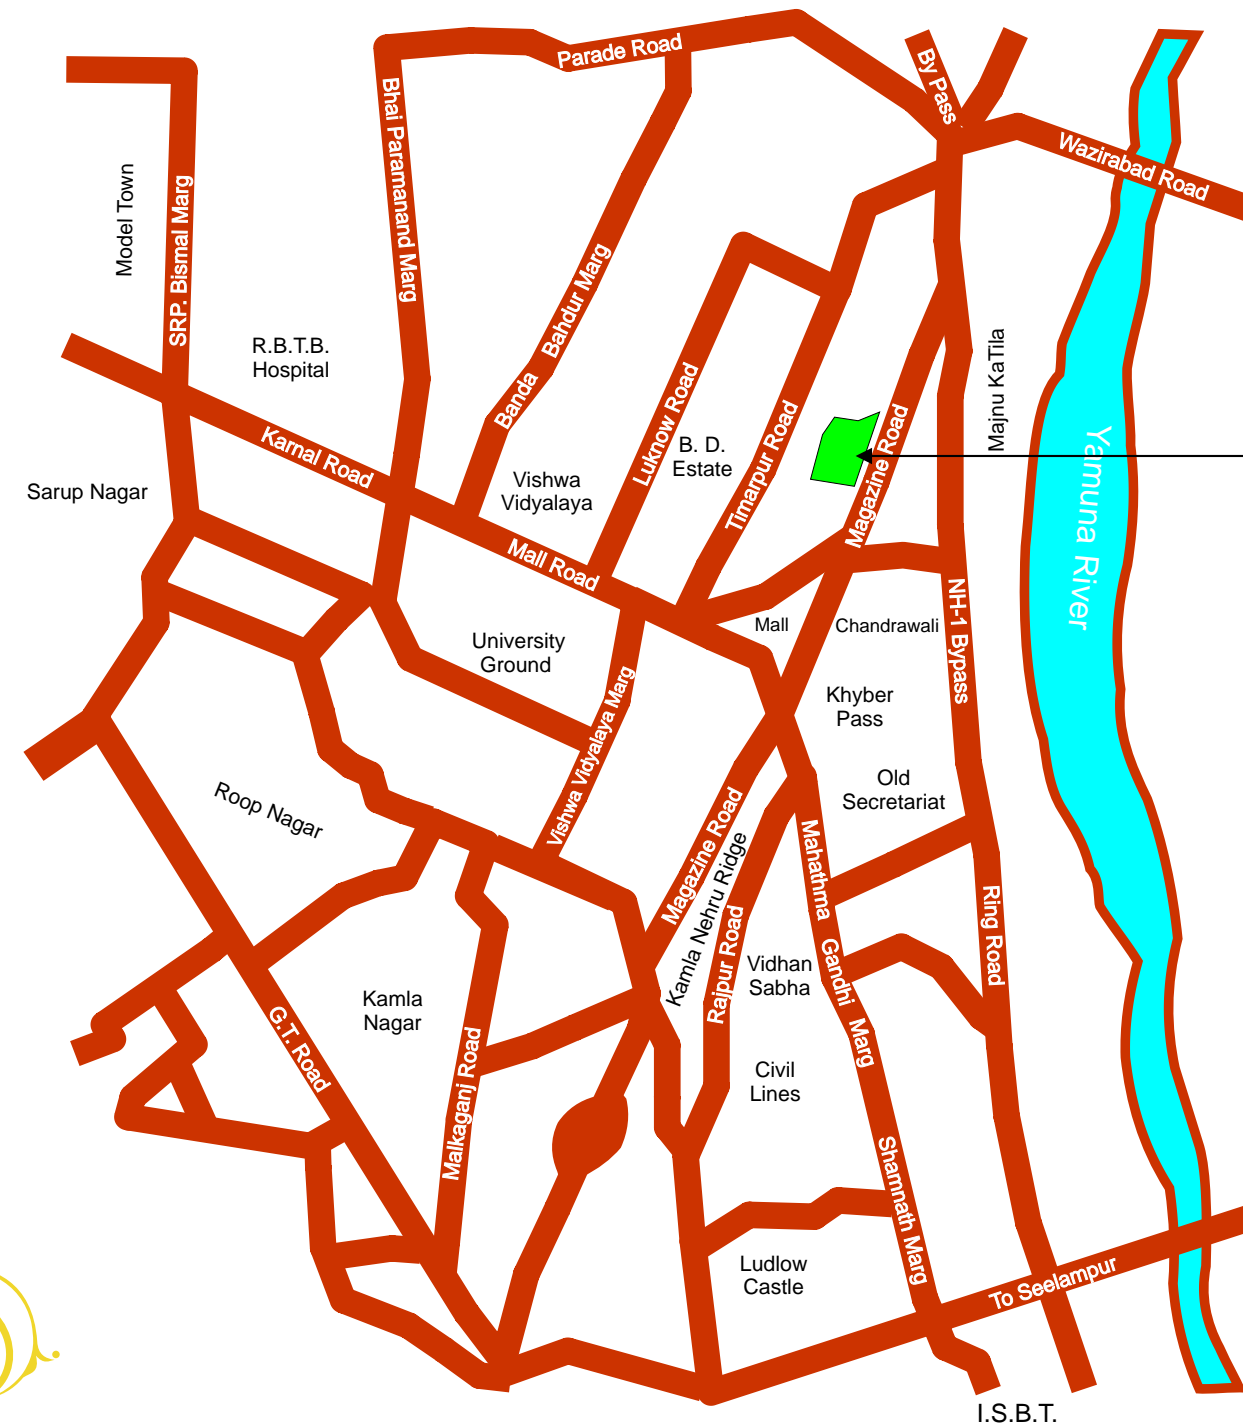 Parade Road
By Pass
Wazirabad Road
Bhai Paramanand Marg
Model Town
SRP. Bismal Marg
Banda Bahdur Marg
R.B.T.B.
Hospital
Majnu KaTila
Luknow Road
B. D.
Estate
Timarpur Road
Magazine Road
Karnal Road
Sarup Nagar
Vishwa
Vidyalaya
Yamuna River
Mall Road
NH-1 Bypass
Mall
Chandrawali
University
Ground
Vishwa Vidyalaya Marg
Khyber
Pass
Old
Secretariat
Roop Nagar
Magazine Road
Kamla Nehru Ridge
Mahathma Gandhi Marg
Rajpur Road
Ring Road
Vidhan
Sabha
Kamla
Nagar
G.T. Road
Malkaganj Road
Civil
Lines
Shamnath Marg
Ludlow
Castle
To Seelampur
I.S.B.T.